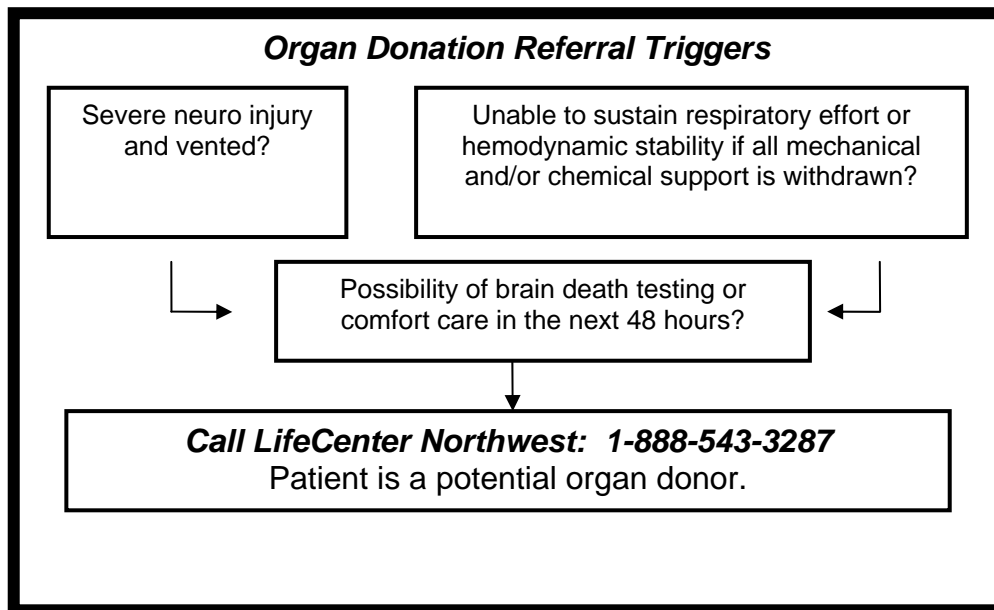 Organ Donation Referral Triggers
Severe neuro injury
and vented?
Unable to sustain respiratory effort or
hemodynamic stability if all mechanical
and/or chemical support is withdrawn?
Possibility of brain death testing or
comfort care in the next 48 hours?
Call LifeCenter Northwest: 1-888-543-3287
Patient is a potential organ donor.